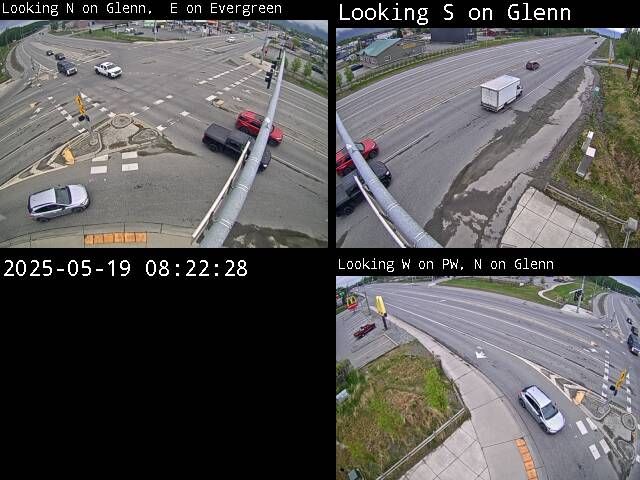 Looking N on Glenn, E on Evergreen
Looking S on Glenn
2025-05-19 08:22:28
Looking W on PW, N on Glenn